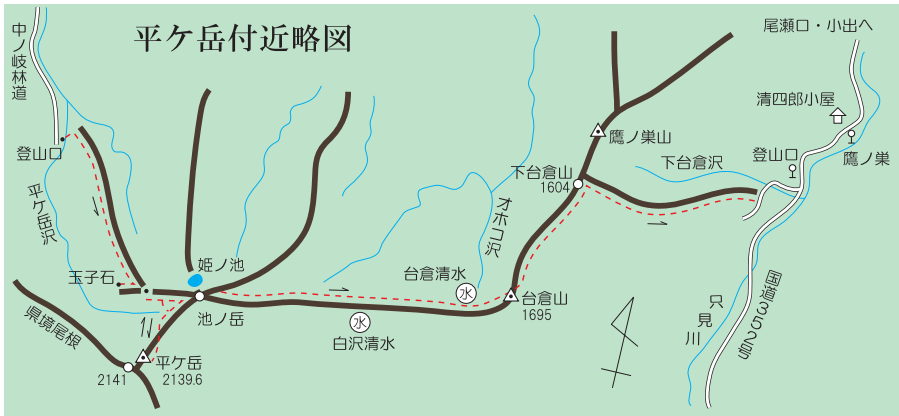 平ケ岳付近略図
尾瀬口・小出へ
中ノ岐林道
清四郎小屋
登山口
鷹ノ巣
鷹ノ巣山
登山口
下台倉沢
下台倉山
1604
平ケ岳沢
オホコ沢
姫ノ池
玉子石
台倉清水
水
台倉山
1695
池ノ岳
水
白沢清水
県境尾根
平ケ岳
2139.6
2141
只見川
国道352号